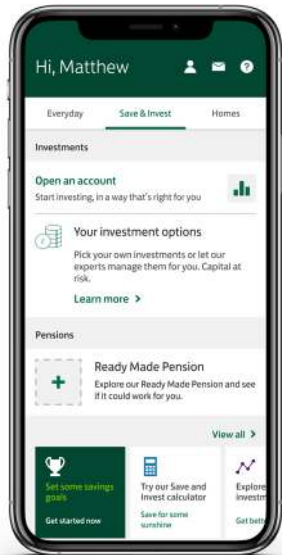 Hi, Matthew
Everyday
Save & Invest
Homes
Investments
Open an account
Start investing, in a way that's right for you
Your investment options
Pick your own investments or let our
experts manage them for you. Capital at
risk.
Learn more
Pensions
Ready Made Pension
Explore our Ready Made Pension and see
if it could work for you.
View all
Set some savings
goals
Get started now
Try our Save and
Invest calculator
Save for some
sunshine
Explore
investm
Get bett